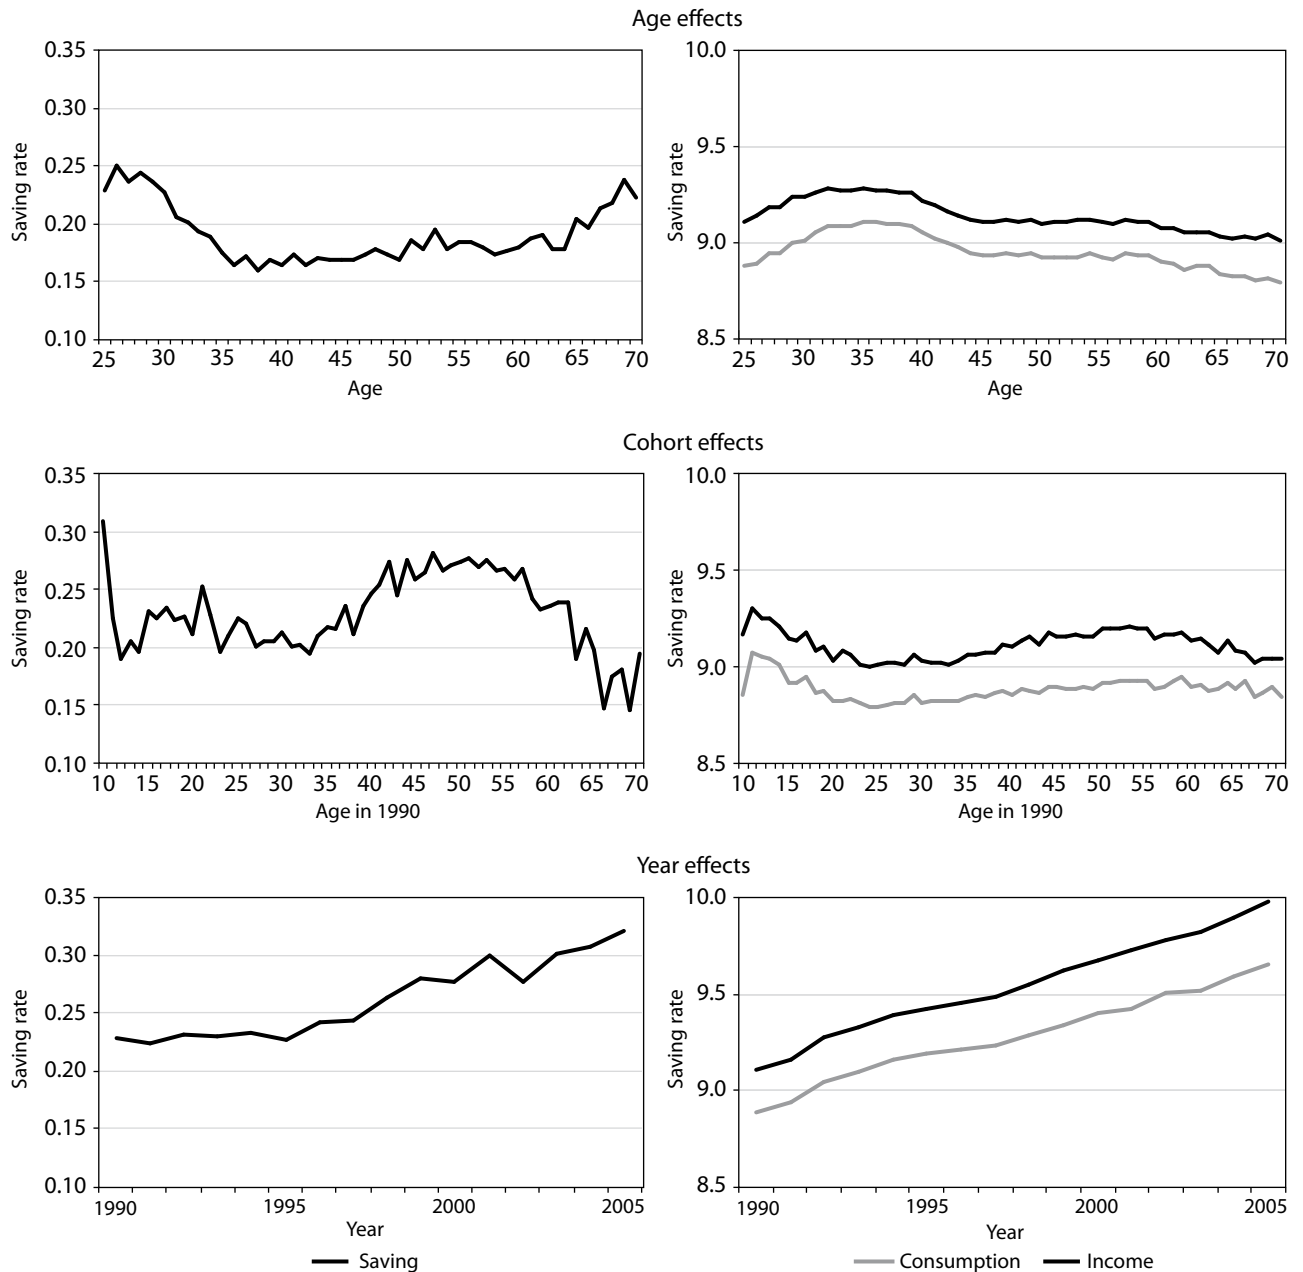 Age effects
0.35
0.30
0.25
0.20
0.15
0.10
Saving rate
25 30 35 40 45 50 55 60 65 70
Age
10.0
9.5
9.0
8.5
Saving rate
25 30 35 40 45 50 55 60 65 70
Age
Cohort effects
0.35
0.30
0.25
0.20
0.15
0.10
Saving rate
10 15 20 25 30 35 40 45 50 55 60 65 70
Age in 1990
10.0
9.5
9.0
8.5
Saving rate
10 15 20 25 30 35 40 45 50 55 60 65 70
Age in 1990
Year effects
0.35
0.30
0.25
0.20
0.15
0.10
Saving rate
1990 1995 2000 2005
Year
Saving
10.0
9.5
9.0
8.5
Saving rate
1990 1995 2000 2005
Year
Consumption Income